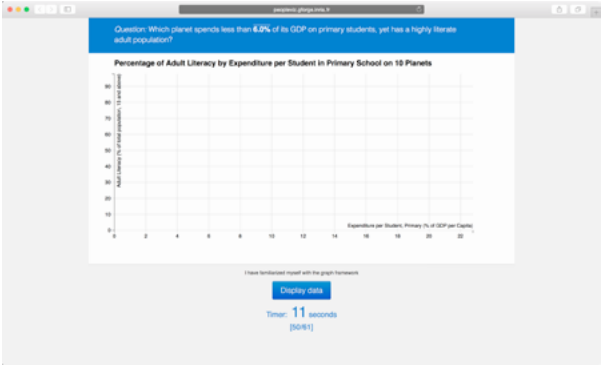 Question: Which planet spends less than 6.0% of its GDP on primary students, yet has a highly literate
adult population?
Percentage of Adult Literacy by Expenditure per Student in Primary School on 10 Planets
Adult Literacy (% of total population, 15 and above)
90
80
70
60
50
40
30
20
10
0
Expenditure per Student, Primary (% of GDP per Capita)
0 2 4 6 8 10 12 14 16 18 20 22
I have familiarized myself with the graph framework
Display data
Timer: 11 seconds
[50/61]